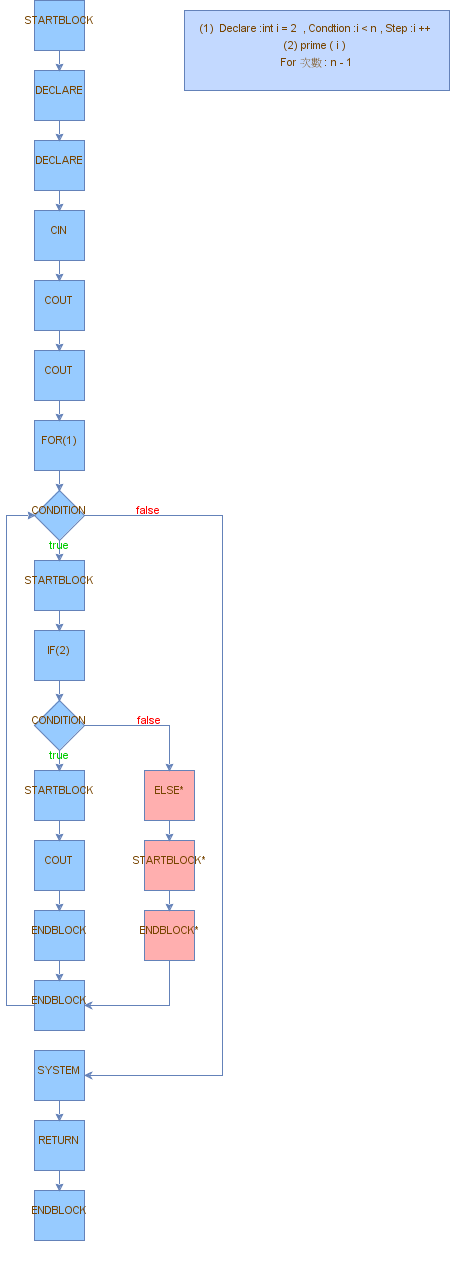 STARTBLOCK
(1) Declare :int i = 2 , Condtion :i < n , Step :i ++
(2) prime ( i )
For 次數 : n - 1
DECLARE
DECLARE
CIN
COUT
COUT
FOR(1)
CONDITION
false
true
STARTBLOCK
IF(2)
CONDITION
false
true
STARTBLOCK
ELSE*
COUT
STARTBLOCK*
ENDBLOCK
ENDBLOCK*
ENDBLOCK
SYSTEM
RETURN
ENDBLOCK